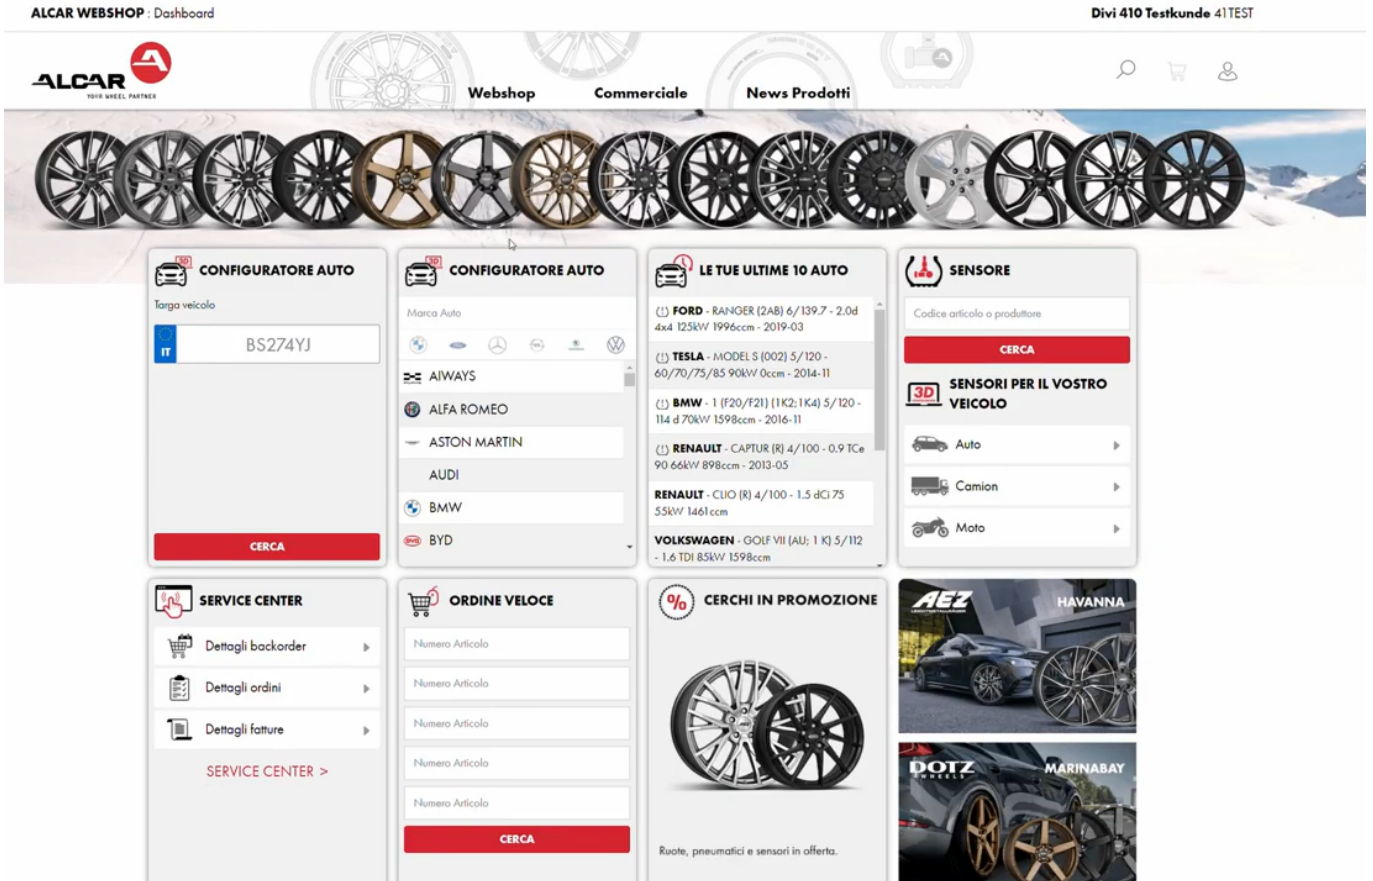 ALCAR WEBSHOP : Dashboard
Divi 410 Testkunde 41TEST
ALCAR
YOUR WHEEL PARTNER
Webshop
Commerciale
News Prodotti
CONFIGURATORE AUTO
Targa veicolo
IT
BS274YJ
CERCA
3D
CONFIGURATORE AUTO
Marca Auto
AIWAYS
ALFA ROMEO
ASTON MARTIN
AUDI
BMW
BYD
LE TUE ULTIME 10 AUTO
(!) FORD - RANGER (2AB) 6/139.7 - 2.0d
4x4 125kW 1996ccm - 2019-03
(!) TESLA - MODEL S (002) 5/120 -
60/70/75/85 90kW 0ccm - 2014-11
(!) BMW - 1 (F20/F21) (1K2;1K4) 5/120 -
114 d 70kW 1598ccm - 2016-11
(!) RENAULT - CAPTUR (R) 4/100 - 0.9 TCe
90 66kW 898ccm - 2013-05
RENAULT - CLIO (R) 4/100 - 1.5 dCi 75
55kW 1461ccm
VOLKSWAGEN - GOLF VII (AU; 1 K) 5/112
- 1.6 TDI 85kW 1598ccm
SENSORE
Codice articolo o produttore
CERCA
3D
SENSORI PER IL VOSTRO
VEICOLO
Auto
Camion
Moto
SERVICE CENTER
Dettagli backorder
Dettagli ordini
Dettagli fatture
SERVICE CENTER >
ORDINE VELOCE
Numero Articolo
Numero Articolo
Numero Articolo
Numero Articolo
Numero Articolo
CERCA
%
CERCHI IN PROMOZIONE
Ruote, pneumatici e sensori in offerta.
AEZ
HAVANNA
DOTZ
WHEELS
MARINABAY